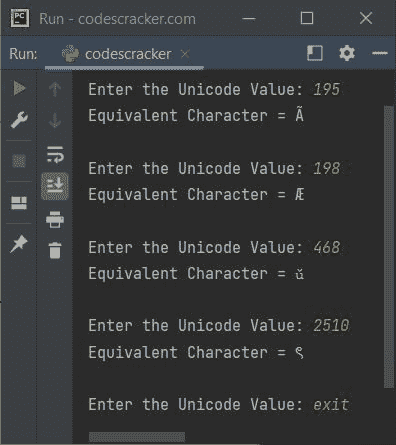 PC Run - codescracker.com
Run: codescracker
Enter the Unicode Value: 195
Equivalent Character = Ã
Enter the Unicode Value: 198
Equivalent Character = Æ
Enter the Unicode Value: 468
Equivalent Character = ǔ
Enter the Unicode Value: 2510
Equivalent Character = ৎ
Enter the Unicode Value: exit